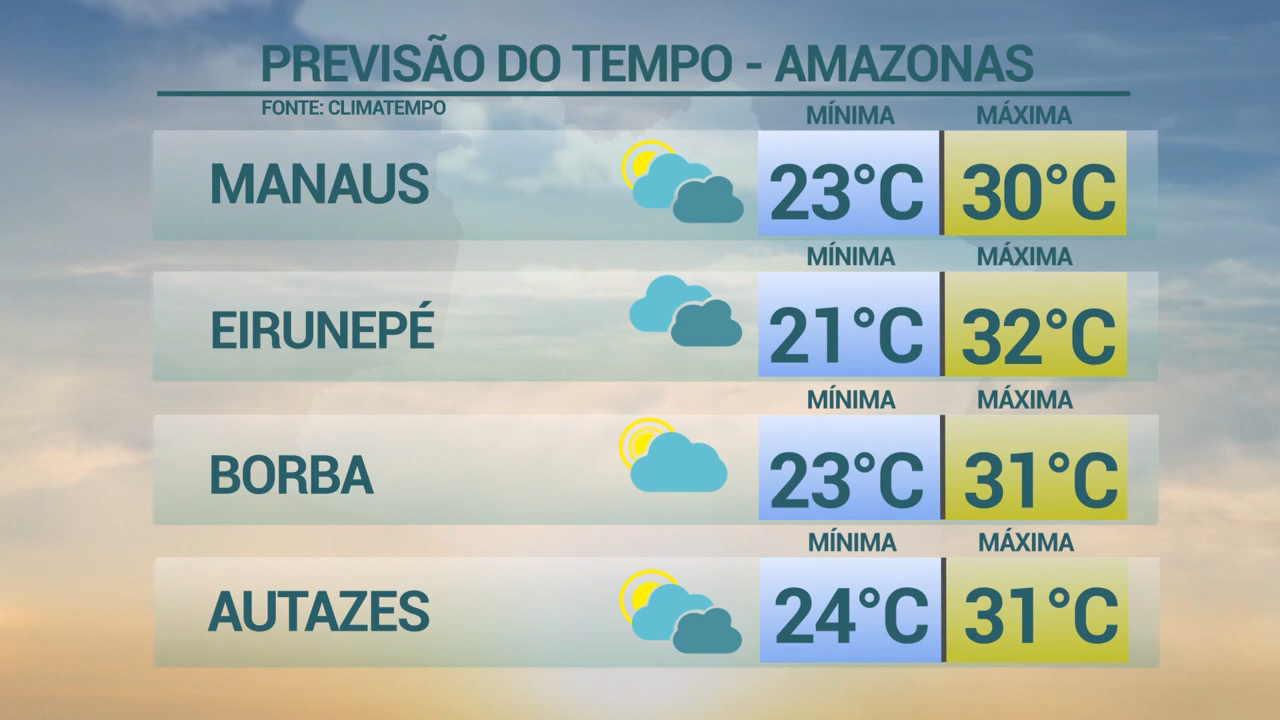 PREVISÃO DO TEMPO - AMAZONAS
FONTE: CLIMATEMPO
MÍNIMA MÁXIMA
MANAUS 23°C 30°C
MÍNIMA MÁXIMA
EIRUNEPÉ 21°C 32°C
MÍNIMA MÁXIMA
BORBA 23°C 31°C
MÍNIMA MÁXIMA
AUTAZES 24°C 31°C